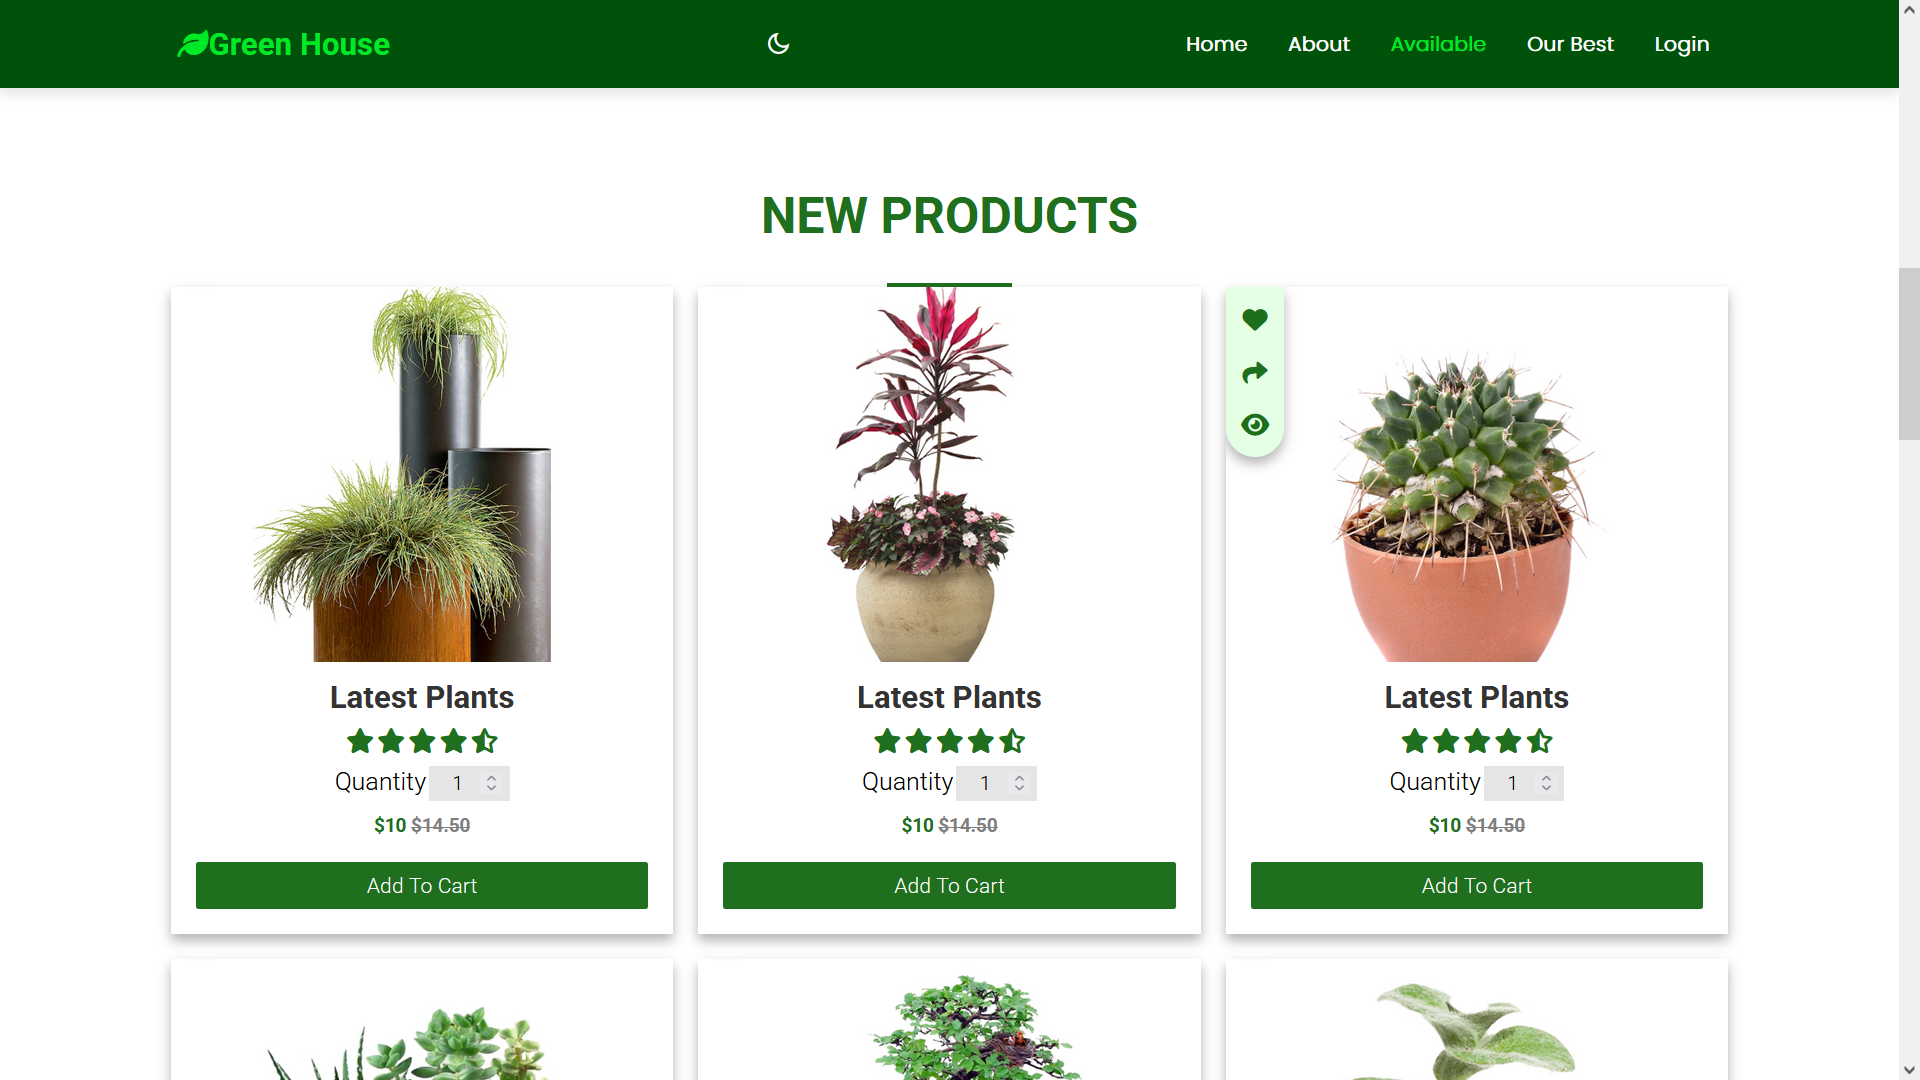 Green House
Home About Available Our Best Login
NEW PRODUCTS
Latest Plants
Quantity 1
$10 $14.50
Add To Cart
Latest Plants
Quantity 1
$10 $14.50
Add To Cart
Latest Plants
Quantity 1
$10 $14.50
Add To Cart